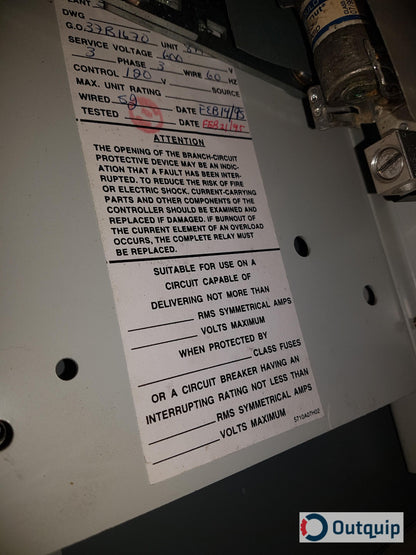 DWG
G.O. 37B1670 UNIT
SERVICE VOLTAGE 600 V
3 PHASE 3 WIRE 60 HZ
CONTROL 120 V SOURCE
MAX. UNIT RATING
WIRED 52 DATE FEB19/95
TESTED DATE FEB21/95
ATTENTION
THE OPENING OF THE BRANCH-CIRCUIT
PROTECTIVE DEVICE MAY BE AN INDIC-
ATION THAT A FAULT HAS BEEN INTER-
RUPTED. TO REDUCE THE RISK OF FIRE
OR ELECTRIC SHOCK. CURRENT-CARRYING
PARTS AND OTHER COMPONENTS OF THE
CONTROLLER SHOULD BE EXAMINED AND
REPLACED IF DAMAGED. IF BURNOUT OF
THE CURRENT ELEMENT OF AN OVERLOAD
OCCURS, THE COMPLETE RELAY MUST
BE REPLACED.
SUITABLE FOR USE ON A
CIRCUIT CAPABLE OF
DELIVERING NOT MORE THAN
RMS SYMMETRICAL AMPS
VOLTS MAXIMUM
WHEN PROTECTED BY
CLASS FUSES
OR A CIRCUIT BREAKER HAVING AN
INTERRUPTING RATING NOT LESS THAN
RMS SYMMETRICAL AMPS
VOLTS MAXIMUM
5710A07H02
Outquip